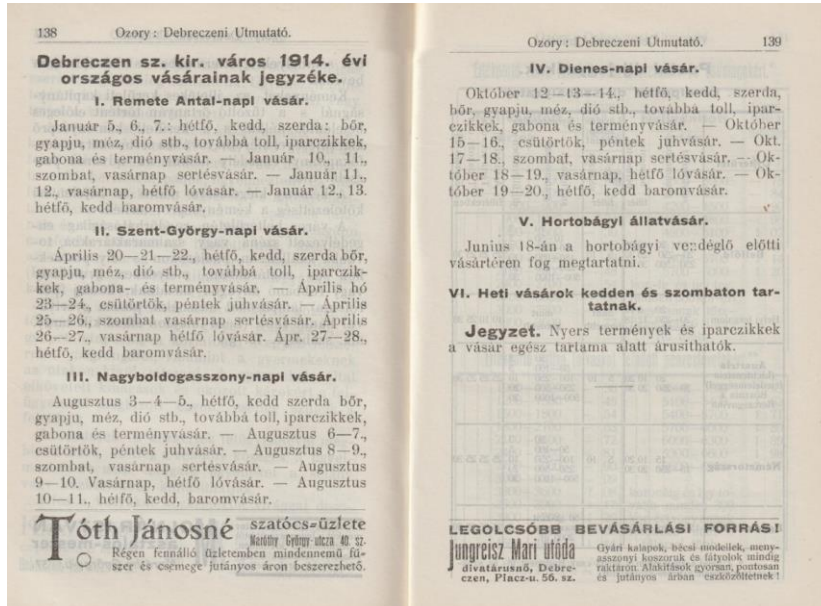 138 Ozory: Debreczeni Utmutató.
Debreczen sz. kir. város 1914. évi
országos vásárainak jegyzéke.
I. Remete Antal-napi vásár.
Január 5., 6., 7.: hétfő, kedd, szerda: bőr,
gyapju, méz, dió stb., továbbá toll, iparczikkek,
gabona és terményvásár. — Január 10., 11.,
szombat, vasárnap sertésvásár. — Január 11.,
12., vasárnap, hétfő lóvásár. — Január 12., 13.
hétfő, kedd baromvásár.
II. Szent-György-napi vásár.
Április 20—21—22., hétfő, kedd, szerda bőr,
gyapju, méz, dió stb., továbbá toll, iparczik-
kek, gabona- és terményvásár. — Április hó
23—24., csütörtök, péntek juhvásár. — Április
25—26., szombat vasárnap sertésvásár. Április
26—27., vasárnap hétfő lóvásár. Ápr. 27—28.,
hétfő, kedd baromvásár.
III. Nagyboldogasszony-napi vásár.
Augusztus 3—4—5., hétfő, kedd szerda bőr,
gyapju, méz, dió stb., továbbá toll, iparczikkek,
gabona és terményvásár. — Augusztus 6—7.,
csütörtök, péntek juhvásár. — Augusztus 8—9.,
szombat, vasárnap sertésvásár. — Augusztus
9—10. Vasárnap, hétfő lóvásár. — Augusztus
10—11., hétfő, kedd, baromvásár.
Tóth Jánosné szatócs=üzlete
Maróthy György-utcza 40. sz.
Régen fennálló üzletemben mindennemű fű-
szer és csemege jutányos áron beszerezhető.
Ozory: Debreczeni Utmutató. 139
IV. Dienes-napi vásár.
Október 12—13—14., hétfő, kedd, szerda,
bőr, gyapju, méz, dió stb., továbbá toll, ipar-
czikkek, gabona és terményvásár. — Október
15—16., csütörtök, péntek juhvásár. — Okt.
17—18., szombat, vasárnap sertésvásár. — Ok-
tóber 18—19., vasárnap, hétfő lóvásár. — Ok-
tóber 19—20., hétfő, kedd baromvásár.
V. Hortobágyi állatvásár.
Junius 18-án a hortobágyi vendéglő előtti
vásártéren fog megtartatni.
VI. Heti vásárok kedden és szombaton tar-
tatnak.
Jegyzet. Nyers termények és iparczikkek
a vásár egész tartama alatt árusithatók.
LEGOLCSÓBB BEVÁSÁRLÁSI FORRÁS!
Jungreisz Mari utóda
divatárusnő, Debre-
czen, Piacz-u. 56. sz.
Gyári kalapok, bécsi modellek, meny-
asszonyi koszoruk és fátyolok mindig
raktáron. Alakitások gyorsan, pontosan
és jutányos árban eszközöltetnek!